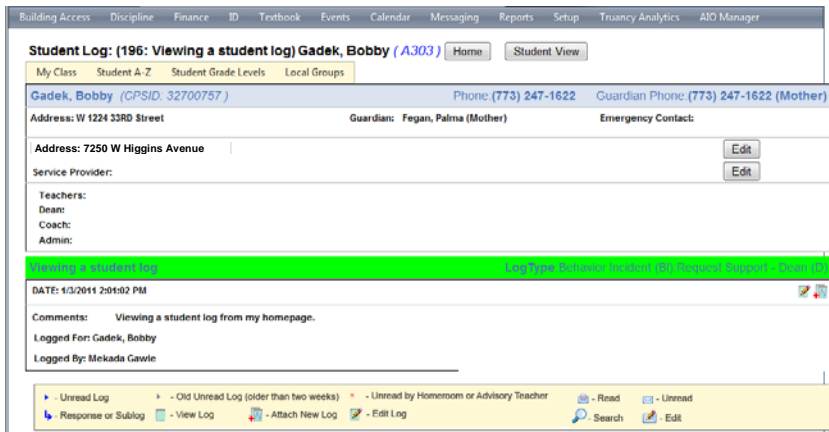 Building Access Discipline Finance ID Textbook Events Calendar Messaging Reports Setup Truancy Analytics AIO Manager
Student Log: (196: Viewing a student log) Gadek, Bobby ( A303 ) Home Student View
My Class Student A-Z Student Grade Levels Local Groups
Gadek, Bobby (CPSID: 32700757 ) Phone:(773) 247-1622 Guardian Phone:(773) 247-1622 (Mother)
Address: W 1224 33RD Street Guardian: Fegan, Palma (Mother) Emergency Contact:
Address: 7250 W Higgins Avenue Edit
Service Provider: Edit
Teachers:
Dean:
Coach:
Admin:
Viewing a student log LogType:Behavior Incident (BI):Request Support - Dean (D)
DATE: 1/3/2011 2:01:02 PM
Comments: Viewing a student log from my homepage.
Logged For: Gadek, Bobby
Logged By: Mekada Gawle
- Unread Log - Old Unread Log (older than two weeks) * - Unread by Homeroom or Advisory Teacher - Read - Unread
- Response or Sublog - View Log - Attach New Log - Edit Log - Search - Edit